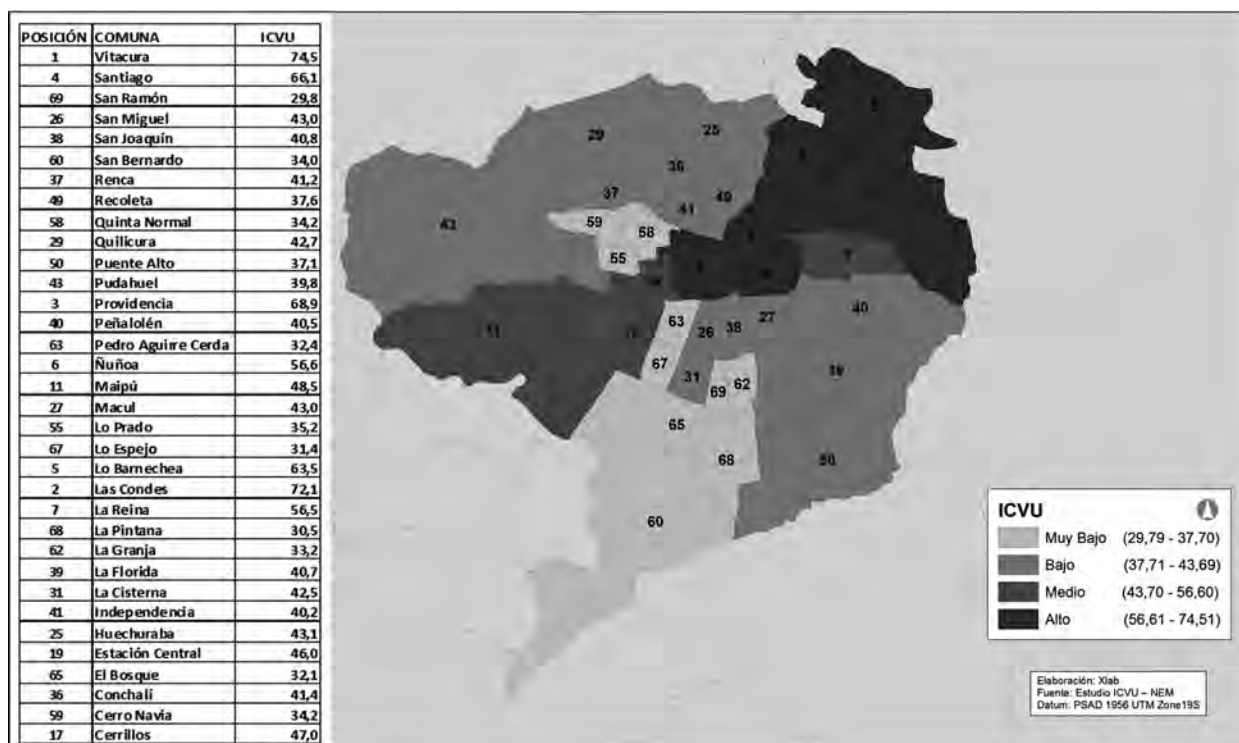 POSICIÓN COMUNA ICVU
1 Vitacura 74,5
4 Santiago 66,1
69 San Ramón 29,8
26 San Miguel 43,0
38 San Joaquín 40,8
60 San Bernardo 34,0
37 Renca 41,2
49 Recoleta 37,6
58 Quinta Normal 34,2
29 Quilicura 42,7
50 Puente Alto 37,1
43 Pudahuel 39,8
3 Providencia 68,9
40 Peñalolén 40,5
63 Pedro Aguirre Cerda 32,4
6 Ñuñoa 56,6
11 Maipú 48,5
27 Macul 43,0
55 Lo Prado 35,2
67 Lo Espejo 31,4
5 Lo Barnechea 63,5
2 Las Condes 72,1
7 La Reina 56,5
68 La Pintana 30,5
62 La Granja 33,2
39 La Florida 40,7
31 La Cisterna 42,5
41 Independencia 40,2
25 Huechuraba 43,1
19 Estación Central 46,0
65 El Bosque 32,1
36 Conchalí 41,4
59 Cerro Navia 34,2
17 Cerrillos 47,0
29 25
36
37 49
41
43 59 58
55
11 63 26 38 27 40
67 31 69 62 39
65
68 50
60
ICVU
Muy Bajo (29,79 - 37,70)
Bajo (37,71 - 43,69)
Medio (43,70 - 56,60)
Alto (56,61 - 74,51)
Elaboración: Xlab
Fuente: Estudio ICVU – NEM
Datum: PSAD 1956 UTM Zone19S